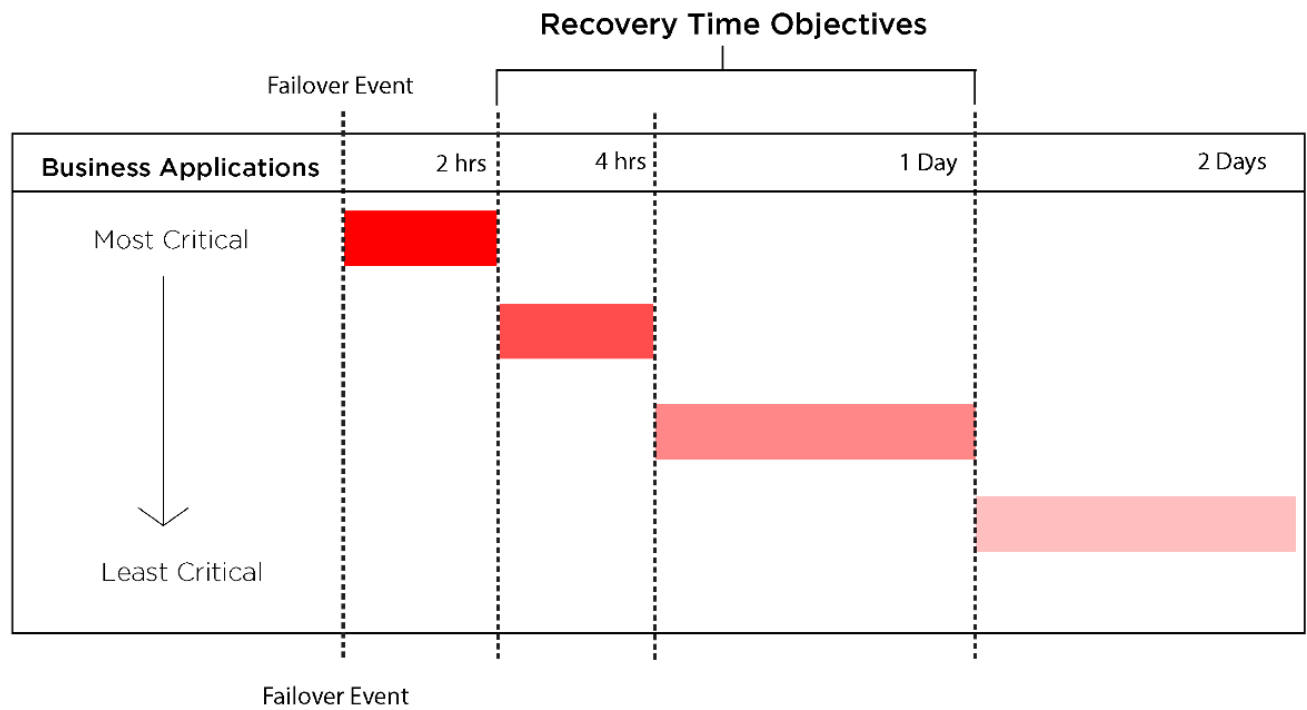 Recovery Time Objectives
Failover Event
Business Applications 2 hrs 4 hrs 1 Day 2 Days
Most Critical
Least Critical
Failover Event